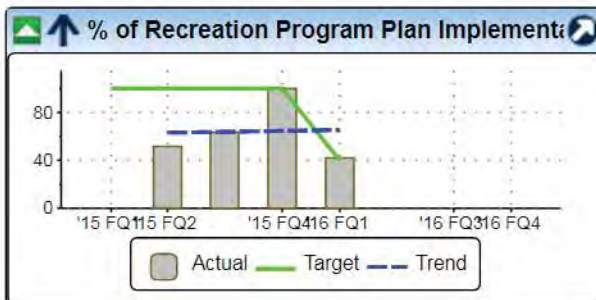 % of Recreation Program Plan Implementa
80
40
0
'15 FQ1 '15 FQ2 '15 FQ4 '16 FQ1 '16 FQ3 '16 FQ4
Actual Target Trend